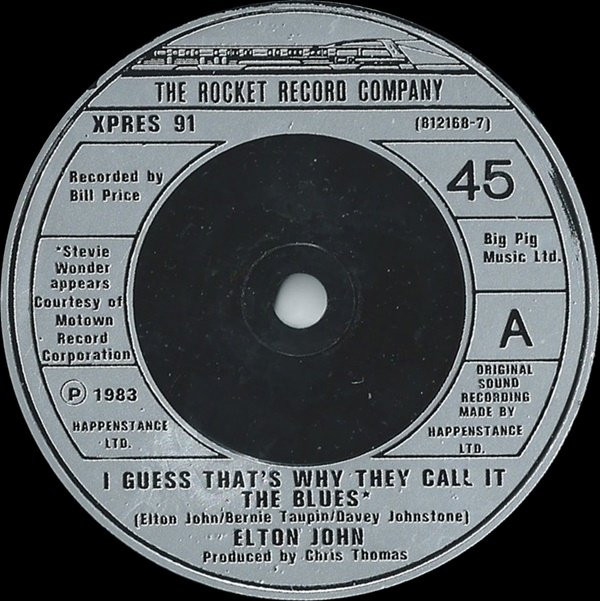 THE ROCKET RECORD COMPANY
XPRES 91
(812168-7)
Recorded by
Bill Price
45
*Stevie
Wonder
appears
Courtesy of
Motown
Record
Corporation
Big Pig
Music Ltd.
A
Ⓟ 1983
HAPPENSTANCE
LTD.
ORIGINAL
SOUND
RECORDING
MADE BY
HAPPENSTANCE
LTD.
I GUESS THAT'S WHY THEY CALL IT
THE BLUES*
(Elton John/Bernie Taupin/Davey Johnstone)
ELTON JOHN
Produced by Chris Thomas